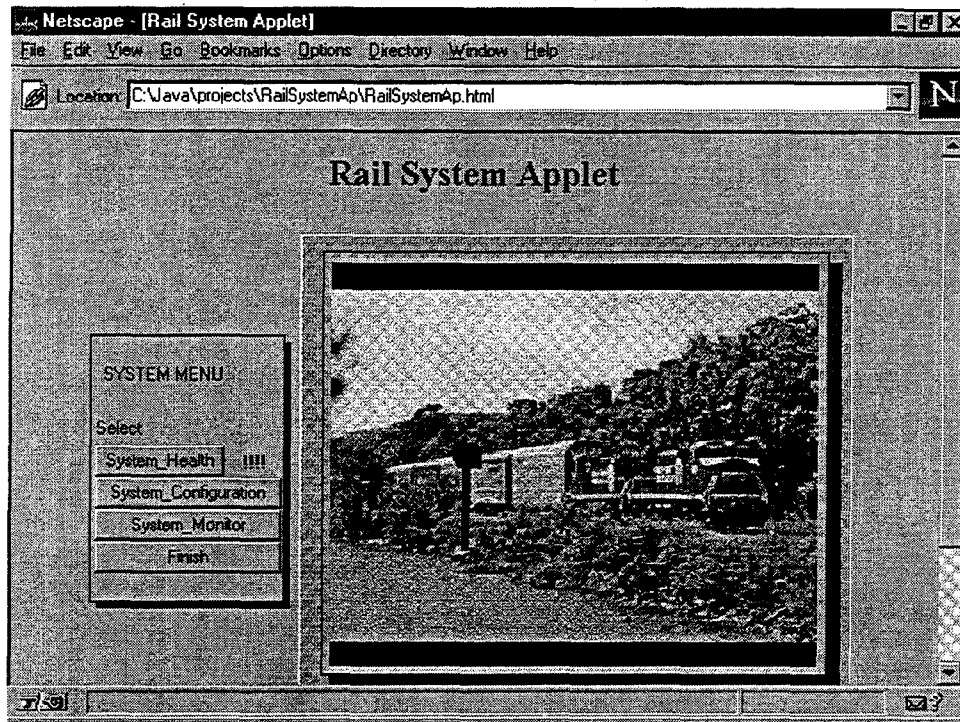 Netscape - [Rail System Applet]
File Edit View Go Bookmarks Options Directory Window Help
Location: C:\Java\projects\RailSystemAp\RailSystemAp.html
N
Rail System Applet
SYSTEM MENU
Select
System_Health !!!!
System_Configuration
System_Monitor
Finish